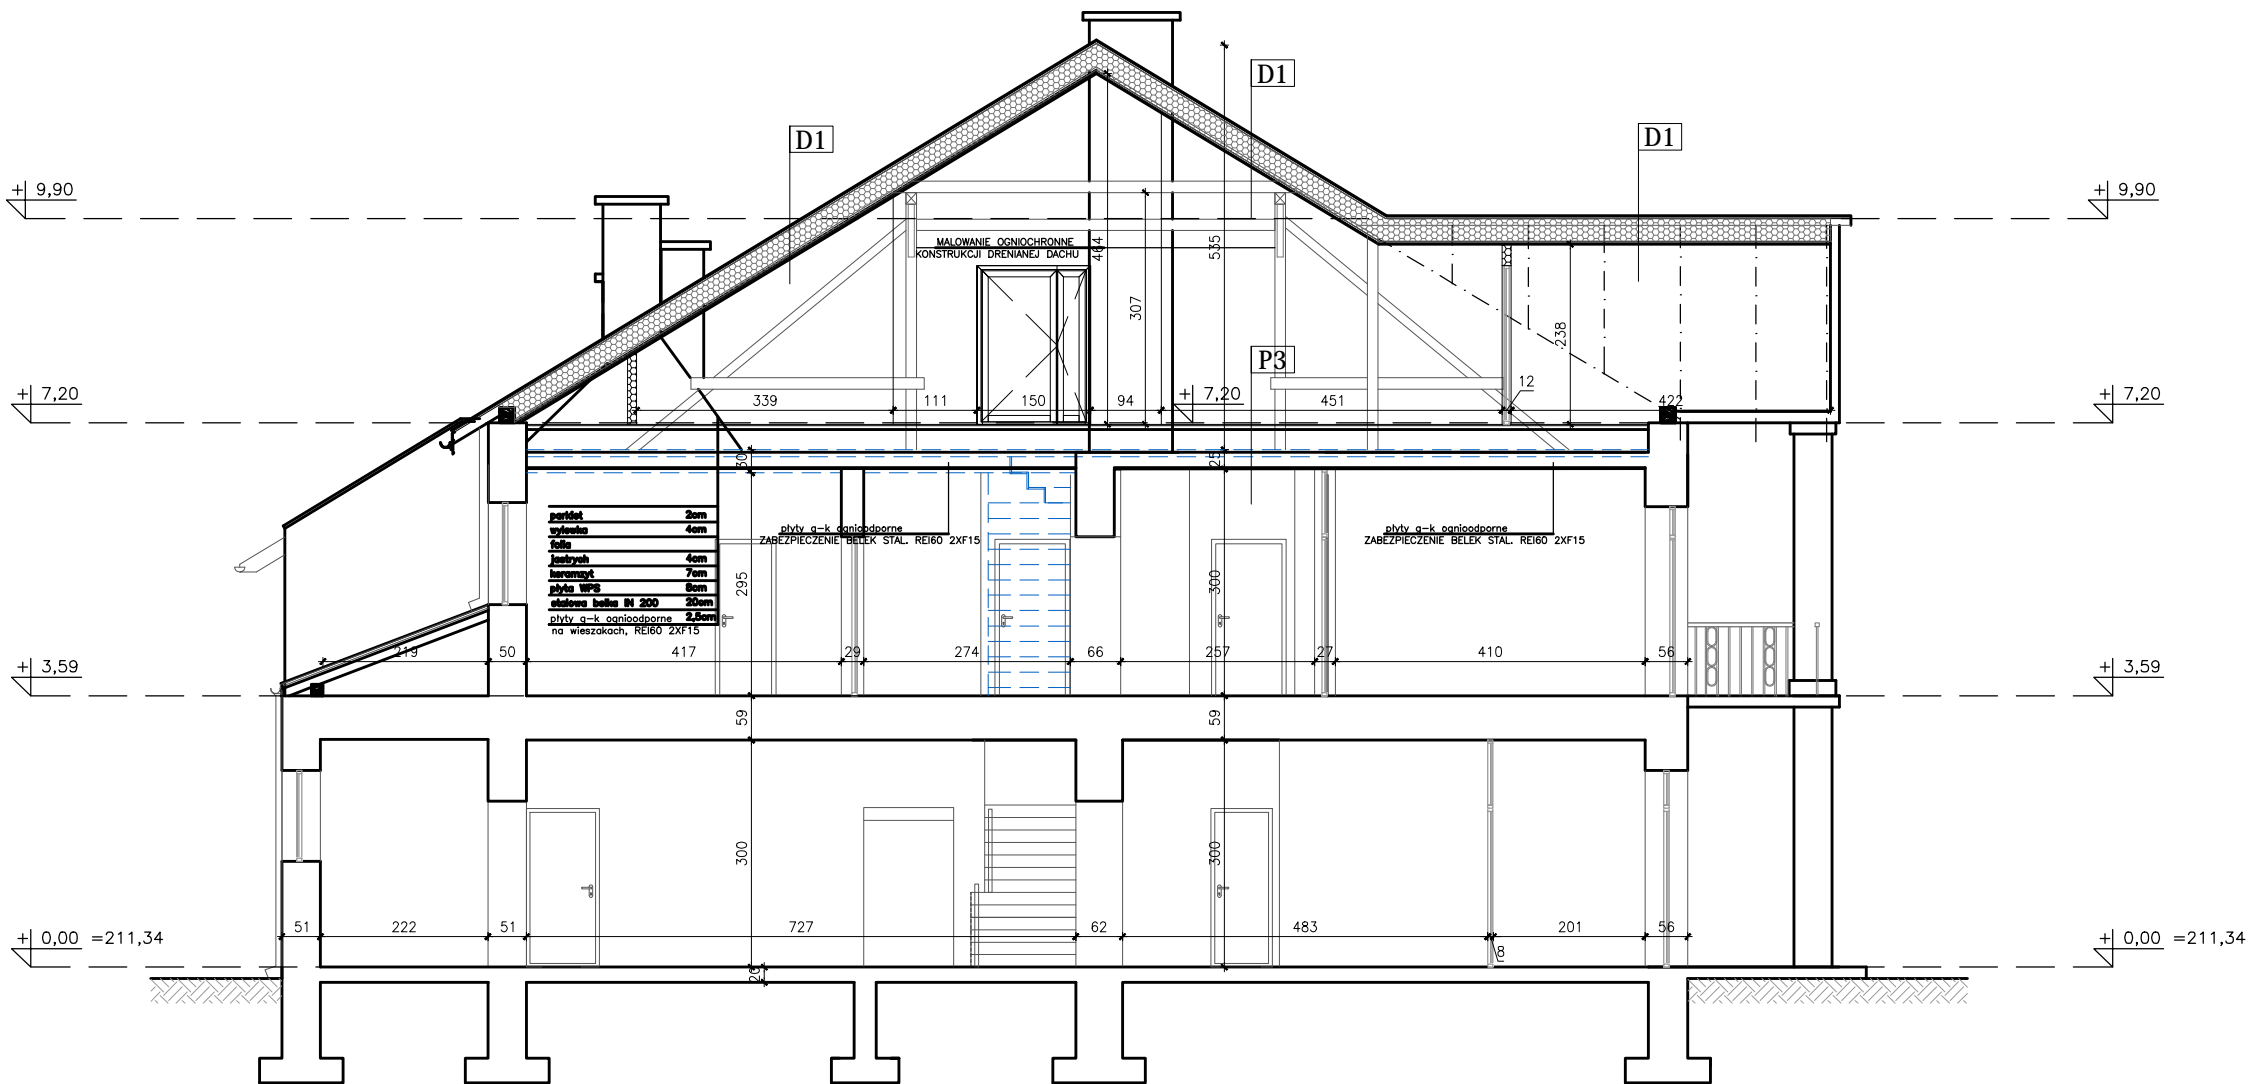 D1
D1
D1
+ 9,90
+ 9,90
MALOWANIE OGNIOCHRONNE
KONSTRUKCJI DRENIANEJ DACHU
464
535
307
238
P3
12
+ 7,20
339
111
150
94
+ 7,20
451
422
+ 7,20
30
25
parkiet 2cm
wylewka 4cm
folia
jastrych 4cm
keramzyt 7cm
płyta WPS 8cm
stalowa belka IN 200 20cm
płyty g-k ognioodporne 2,5cm
na wieszakach, REI60 2XF15
płyty g-k ognioodporne
ZABEZPIECZENIE BELEK STAL. REI60 2XF15
płyty g-k ognioodporne
ZABEZPIECZENIE BELEK STAL. REI60 2XF15
295
300
219
50
417
29
274
66
257
27
410
56
+ 3,59
+ 3,59
59
59
300
300
51
222
51
727
62
483
8
201
56
+ 0,00 =211,34
+ 0,00 =211,34
20